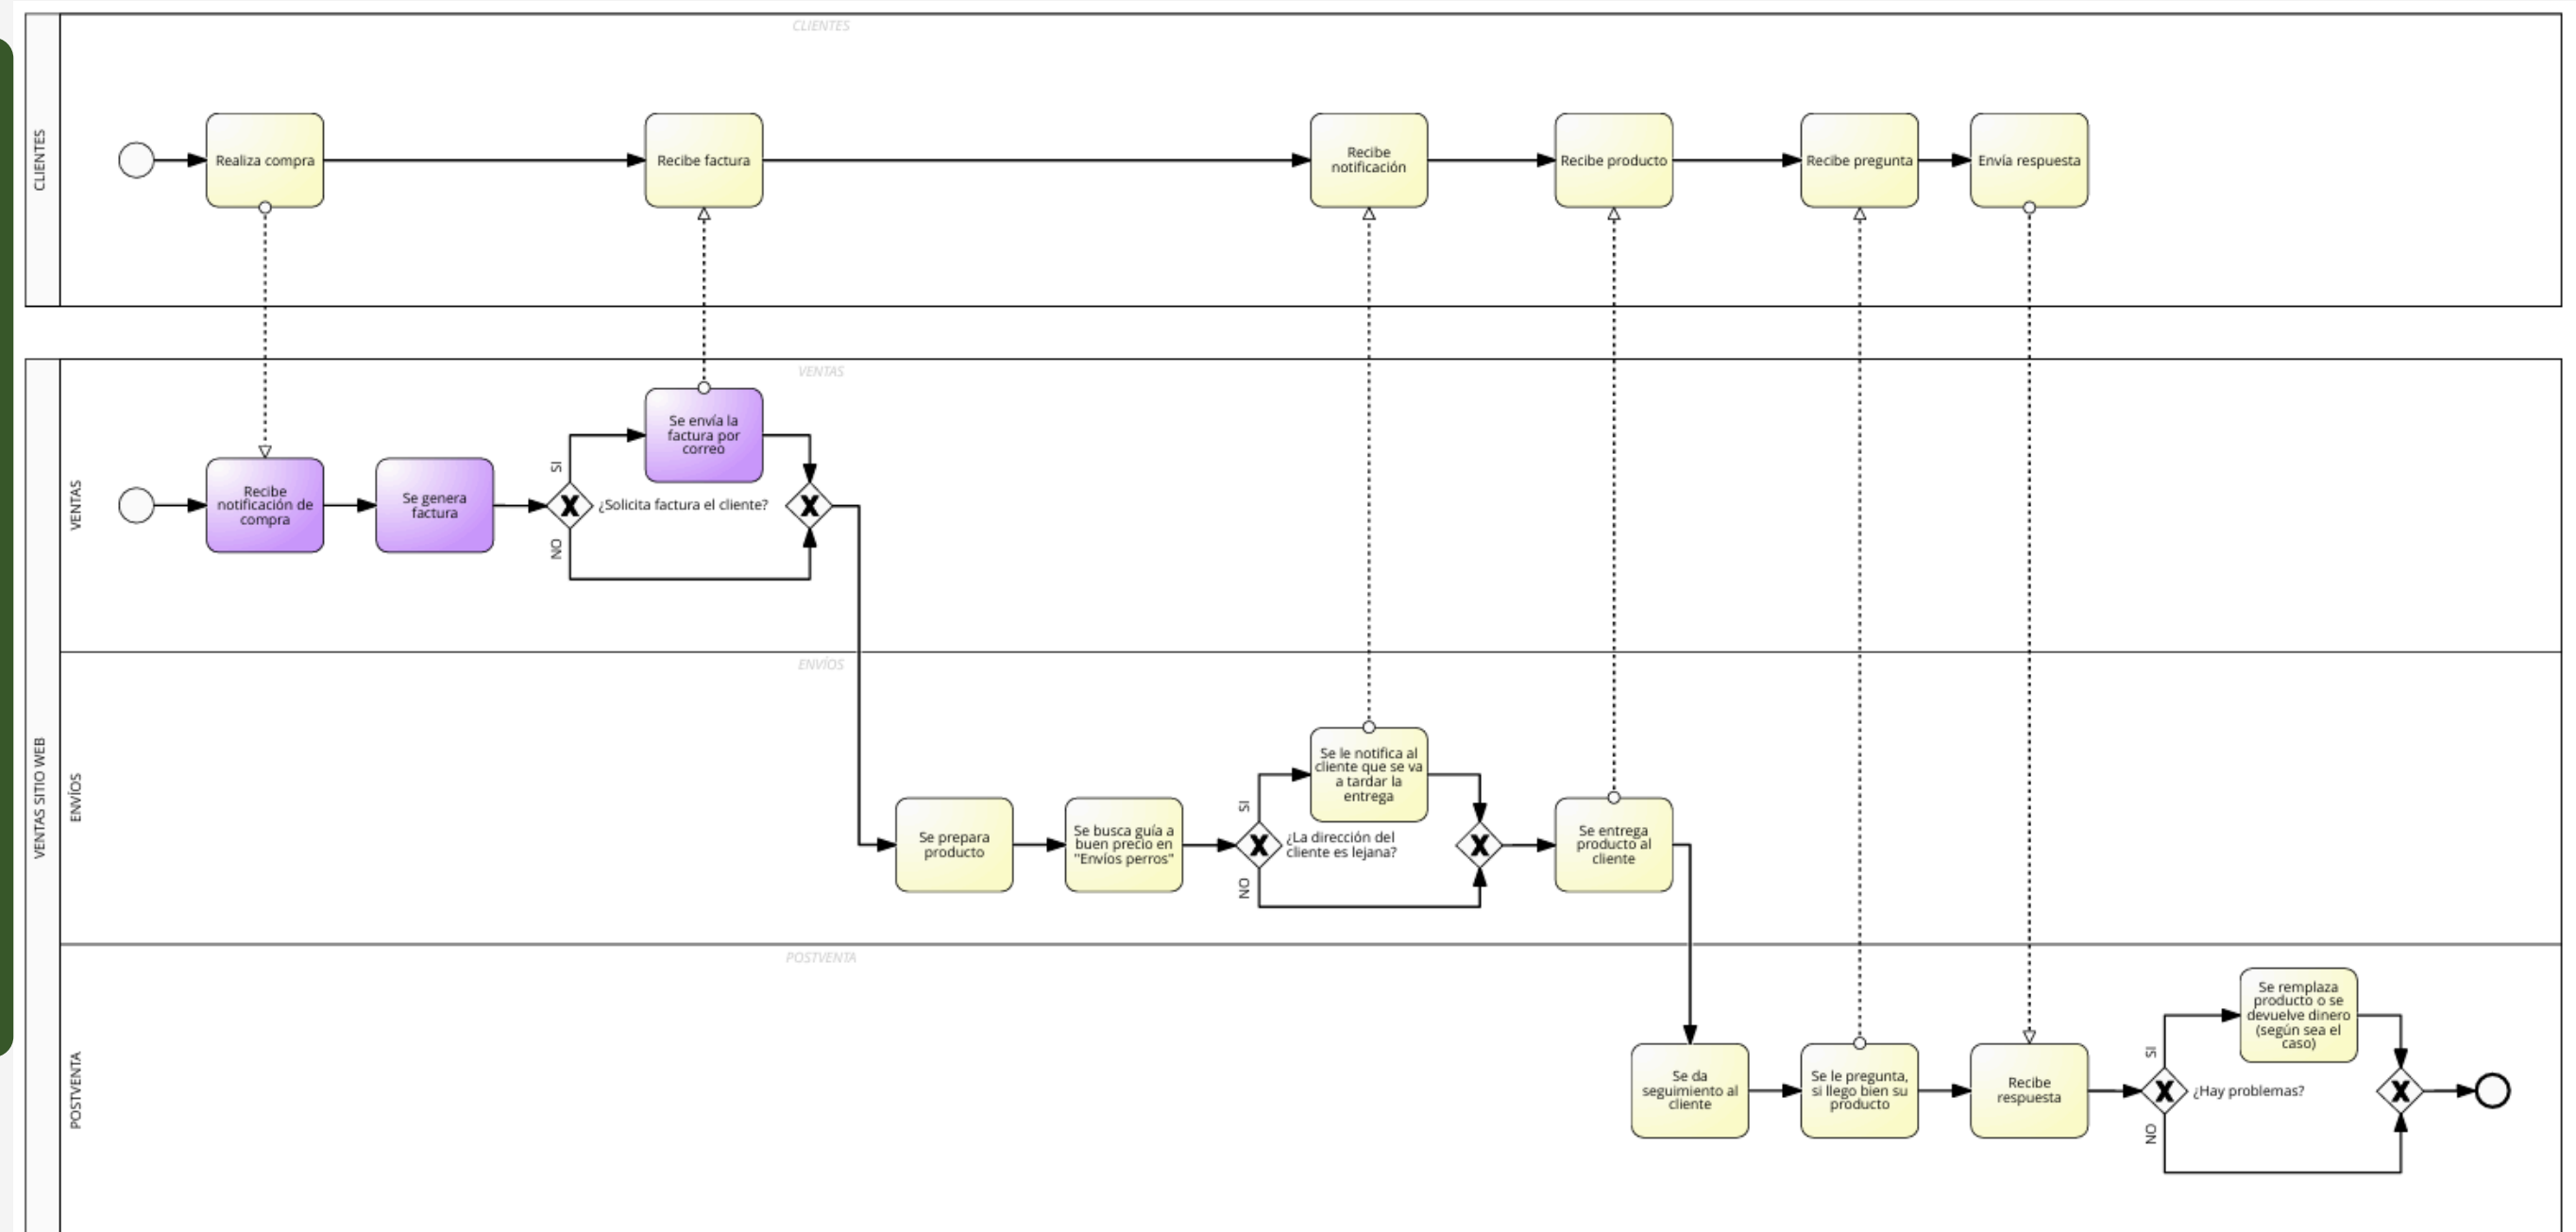 CLIENTES
CLIENTES
Realiza compra
Recibe factura
Recibe
notificación
Recibe producto
Recibe pregunta
Envía respuesta
VENTAS SITIO WEB
VENTAS
VENTAS
Recibe
notificación de
compra
Se genera
factura
SI
NO
¿Solicita factura el cliente?
Se envía la
factura por
correo
ENVÍOS
ENVÍOS
Se prepara
producto
Se busca guía a
buen precio en
"Envíos perros"
SI
NO
¿La dirección del
cliente es lejana?
Se le notifica al
cliente que se va
a tardar la
entrega
Se entrega
producto al
cliente
POSTVENTA
POSTVENTA
Se da
seguimiento al
cliente
Se le pregunta,
si llego bien su
producto
Recibe
respuesta
SI
NO
¿Hay problemas?
Se remplaza
producto o se
devuelve dinero
(según sea el
caso)